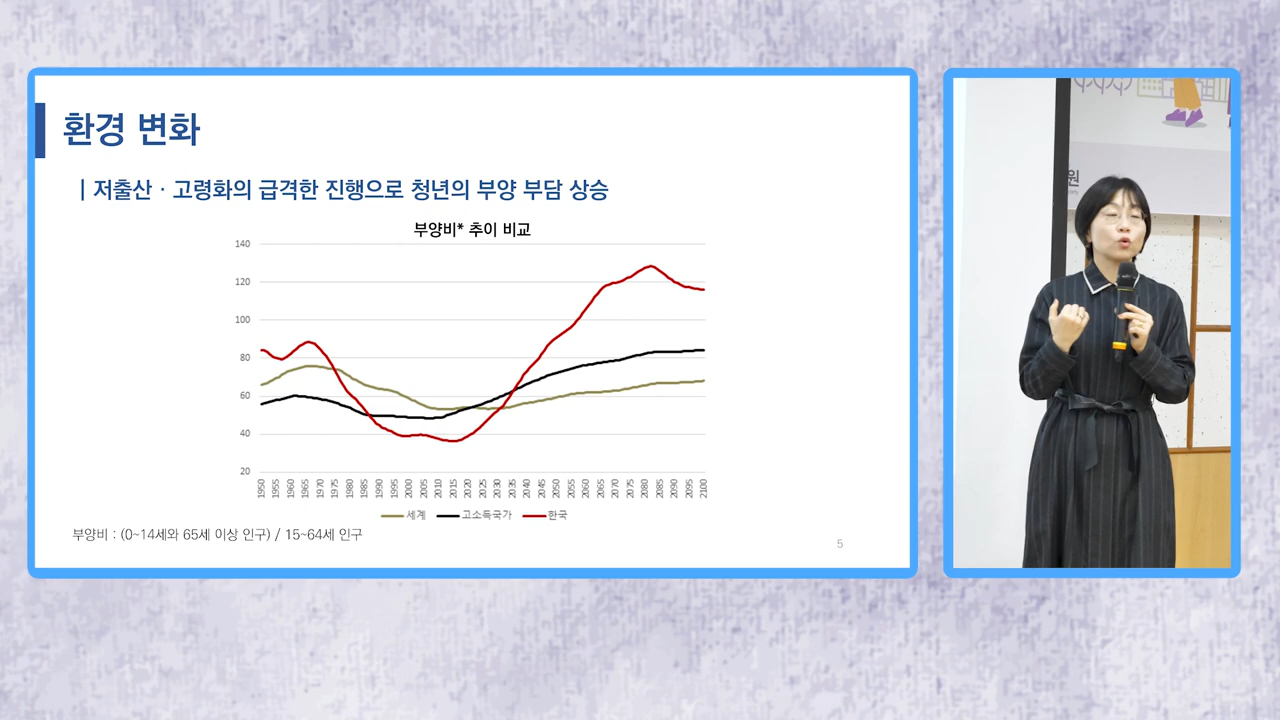 환경 변화
| 저출산 · 고령화의 급격한 진행으로 청년의 부양 부담 상승
부양비* 추이 비교
140
120
100
80
60
40
20
1950 1955 1960 1965 1970 1975 1980 1985 1990 1995 2000 2005 2010 2015 2020 2025 2030 2035 2040 2045 2050 2055 2060 2065 2070 2075 2080 2085 2090 2095 2100
세계 고소득국가 한국
부양비 : (0~14세와 65세 이상 인구) / 15~64세 인구
5
원